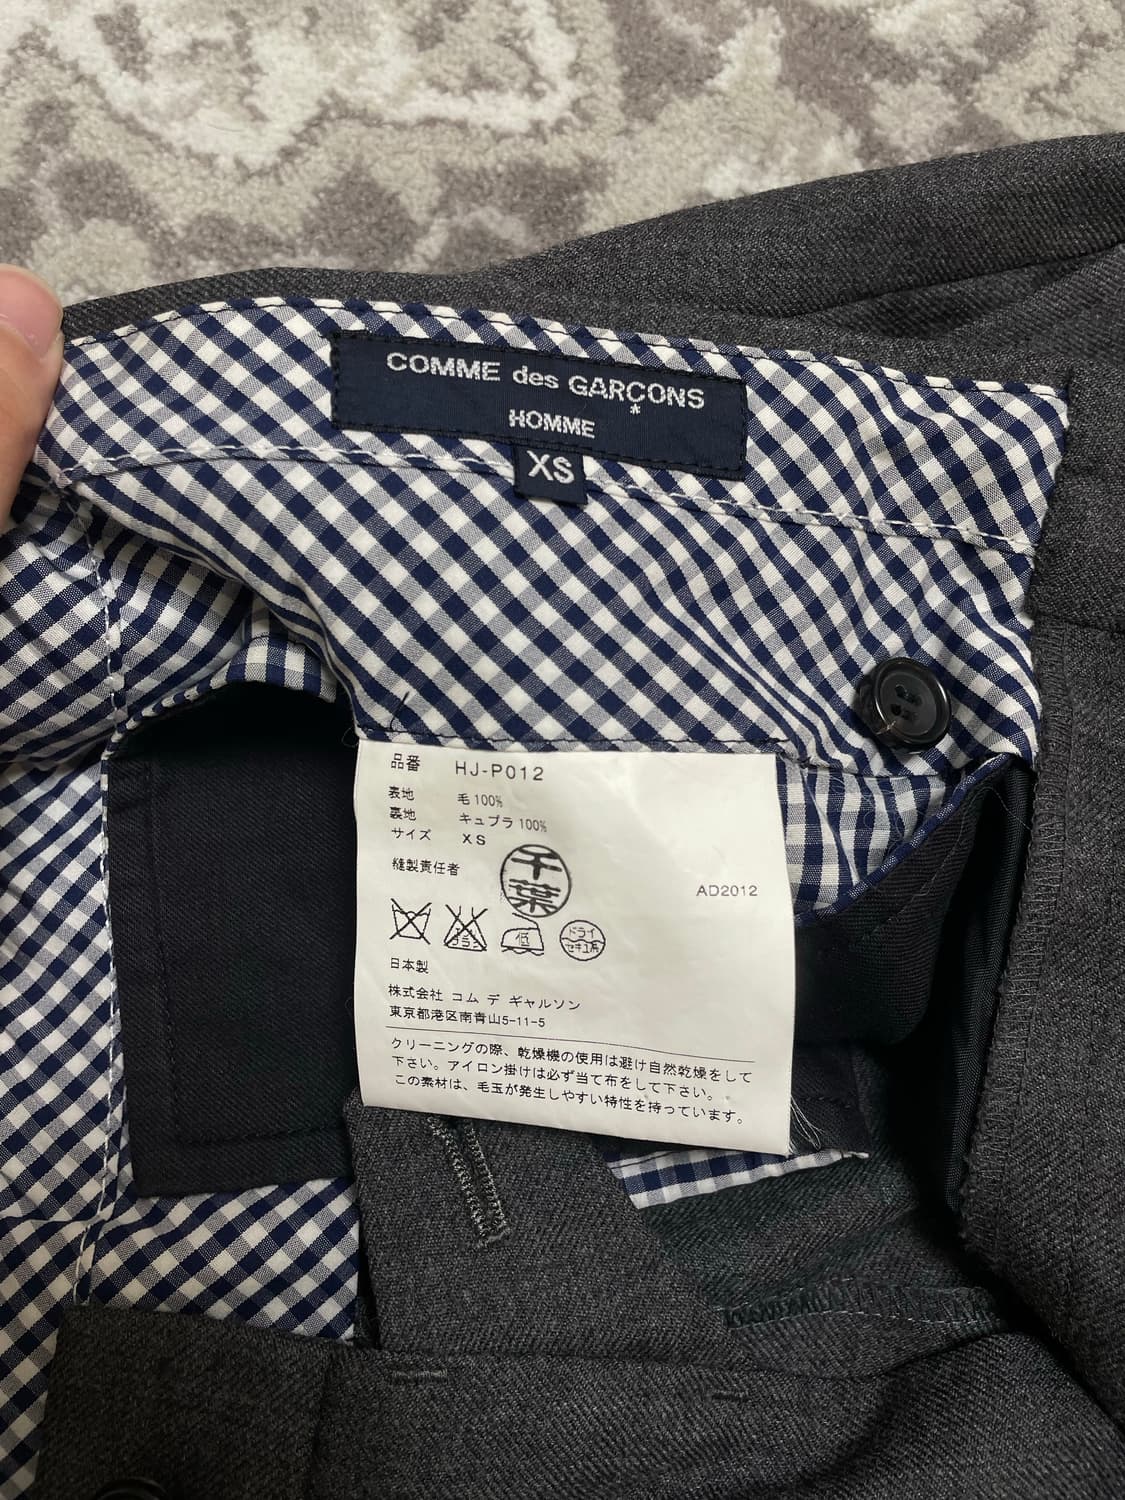 COMME des GARÇONS
*
HOMME
XS
品番 HJ-P012
表地 毛 100%
裏地 キュプラ 100%
サイズ XS
縫製責任者 千葉
AD2012
低
ドライ
セキユ系
日本製
株式会社 コム デ ギャルソン
東京都港区南青山5-11-5
クリーニングの際、乾燥機の使用は避け自然乾燥をして
下さい。アイロン掛けは必ず当て布をして下さい。
この素材は、毛玉が発生しやすい特性を持っています。